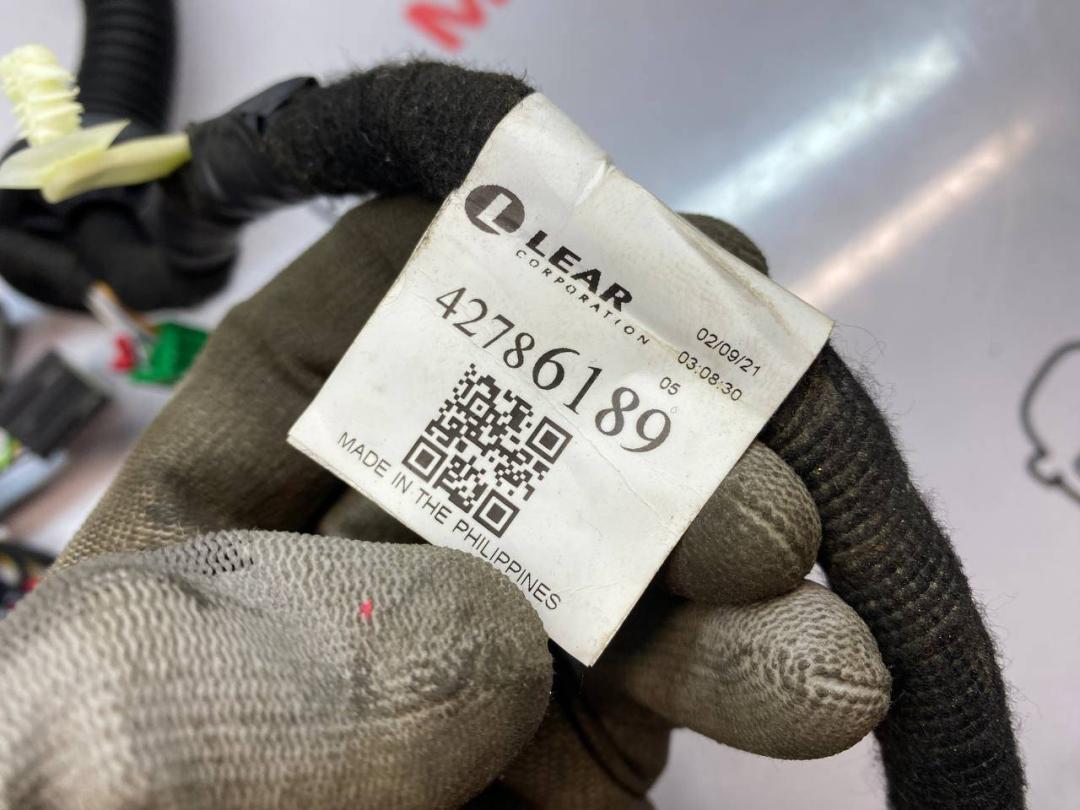 L
LEAR
CORPORATION
02/09/21
03:08:30
05
42786189
MADE IN THE PHILIPPINES
M